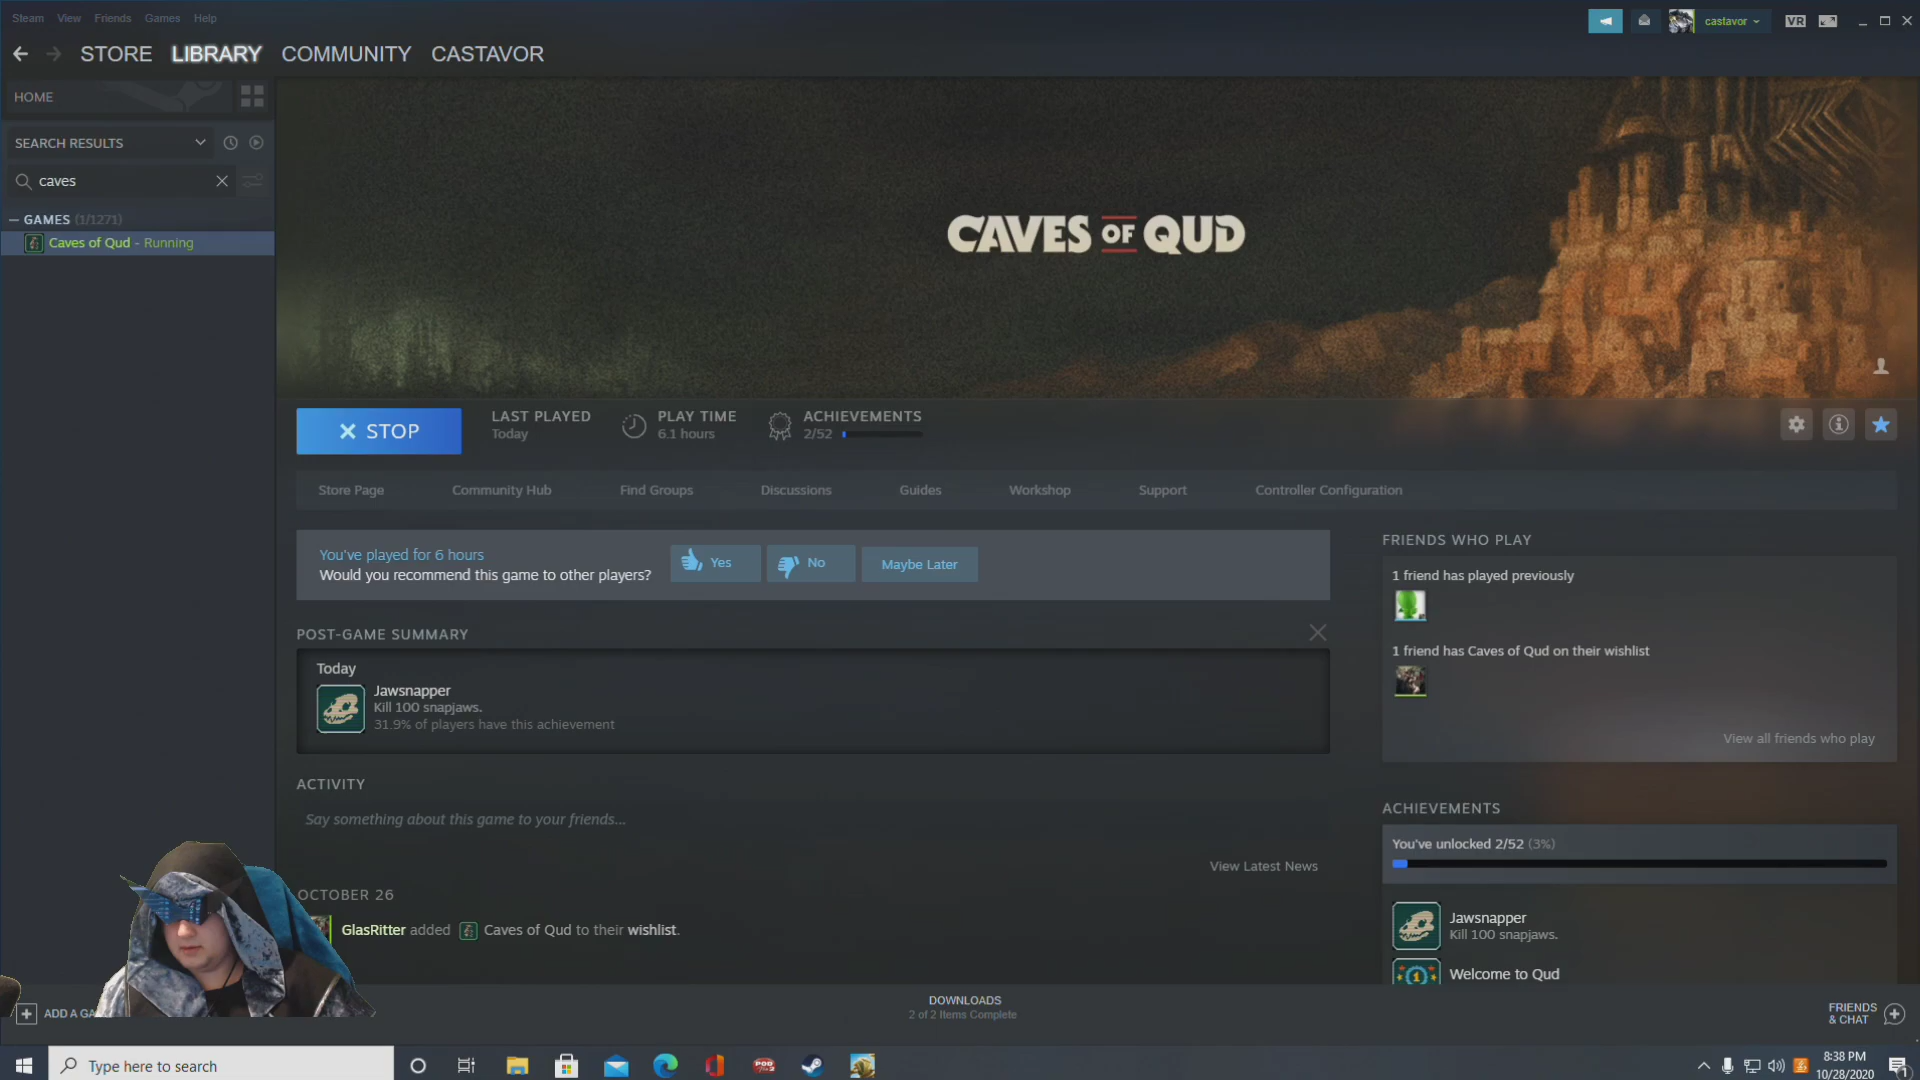 Steam View Friends Games Help
castavor
VR
STORE LIBRARY COMMUNITY CASTAVOR
HOME
SEARCH RESULTS
caves
GAMES (1/1271)
Caves of Qud - Running
CAVES OF QUD
STOP
LAST PLAYED
Today
PLAY TIME
6.1 hours
ACHIEVEMENTS
2/52
Store Page Community Hub Find Groups Discussions Guides Workshop Support Controller Configuration
You've played for 6 hours
Would you recommend this game to other players?
Yes No Maybe Later
POST-GAME SUMMARY
Today
Jawsnapper
Kill 100 snapjaws.
31.9% of players have this achievement
ACTIVITY
Say something about this game to your friends...
View Latest News
OCTOBER 26
GlasRitter added Caves of Qud to their wishlist.
FRIENDS WHO PLAY
1 friend has played previously
1 friend has Caves of Qud on their wishlist
View all friends who play
ACHIEVEMENTS
You've unlocked 2/52 (3%)
Jawsnapper
Kill 100 snapjaws.
1
Welcome to Qud
ADD A GA
DOWNLOADS
2 of 2 Items Complete
FRIENDS
& CHAT
Type here to search
8:38 PM
10/28/2020
1